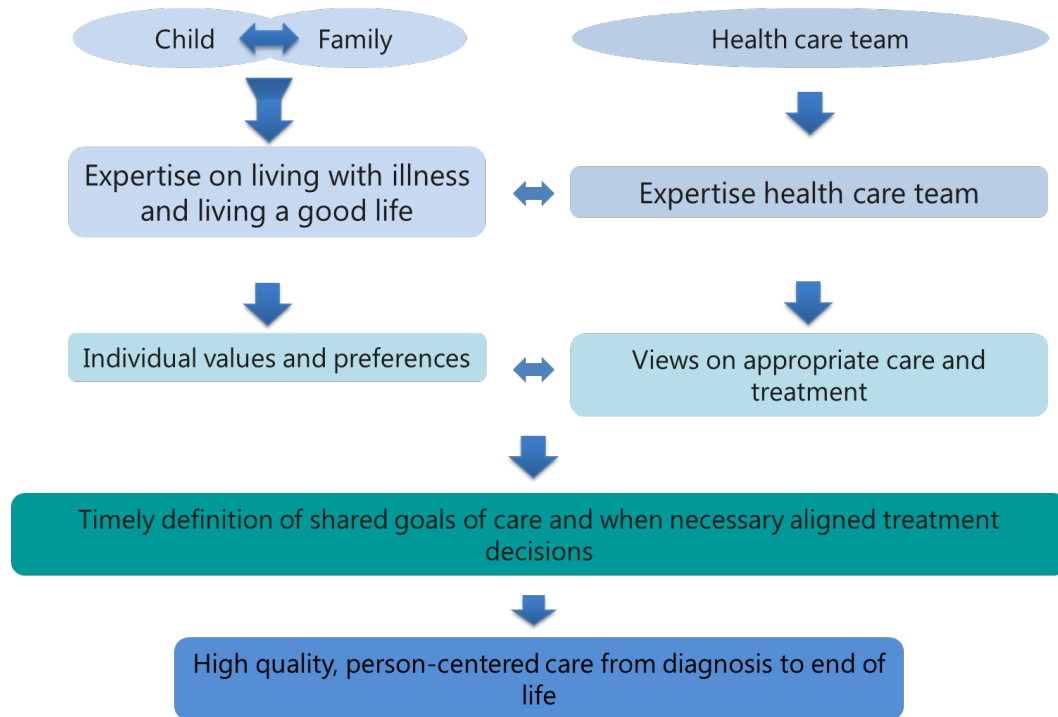 Child
Family
Health care team
Expertise on living with illness
and living a good life
Expertise health care team
Individual values and preferences
Views on appropriate care and
treatment
Timely definition of shared goals of care and when necessary aligned treatment
decisions
High quality, person-centered care from diagnosis to end of
life